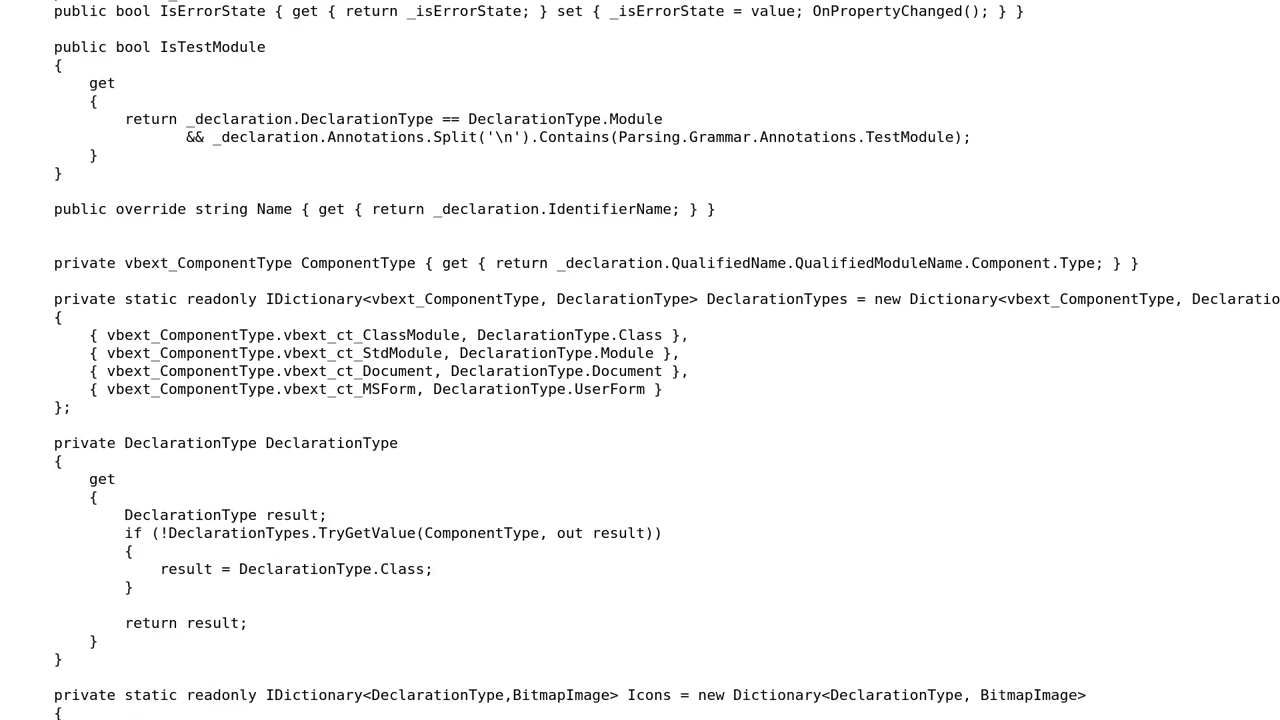 public bool IsErrorState { get { return _isErrorState; } set { _isErrorState = value; OnPropertyChanged(); } }
public bool IsTestModule
{
get
{
return _declaration.DeclarationType == DeclarationType.Module
&& _declaration.Annotations.Split('\n').Contains(Parsing.Grammar.Annotations.TestModule);
}
}
public override string Name { get { return _declaration.IdentifierName; } }
private vbext_ComponentType ComponentType { get { return _declaration.QualifiedName.QualifiedModuleName.Component.Type; } }
private static readonly IDictionary<vbext_ComponentType, DeclarationType> DeclarationTypes = new Dictionary<vbext_ComponentType, Declaratio
{
{ vbext_ComponentType.vbext_ct_ClassModule, DeclarationType.Class },
{ vbext_ComponentType.vbext_ct_StdModule, DeclarationType.Module },
{ vbext_ComponentType.vbext_ct_Document, DeclarationType.Document },
{ vbext_ComponentType.vbext_ct_MSForm, DeclarationType.UserForm }
};
private DeclarationType DeclarationType
{
get
{
DeclarationType result;
if (!DeclarationTypes.TryGetValue(ComponentType, out result))
{
result = DeclarationType.Class;
}
return result;
}
}
private static readonly IDictionary<DeclarationType,BitmapImage> Icons = new Dictionary<DeclarationType, BitmapImage>
{